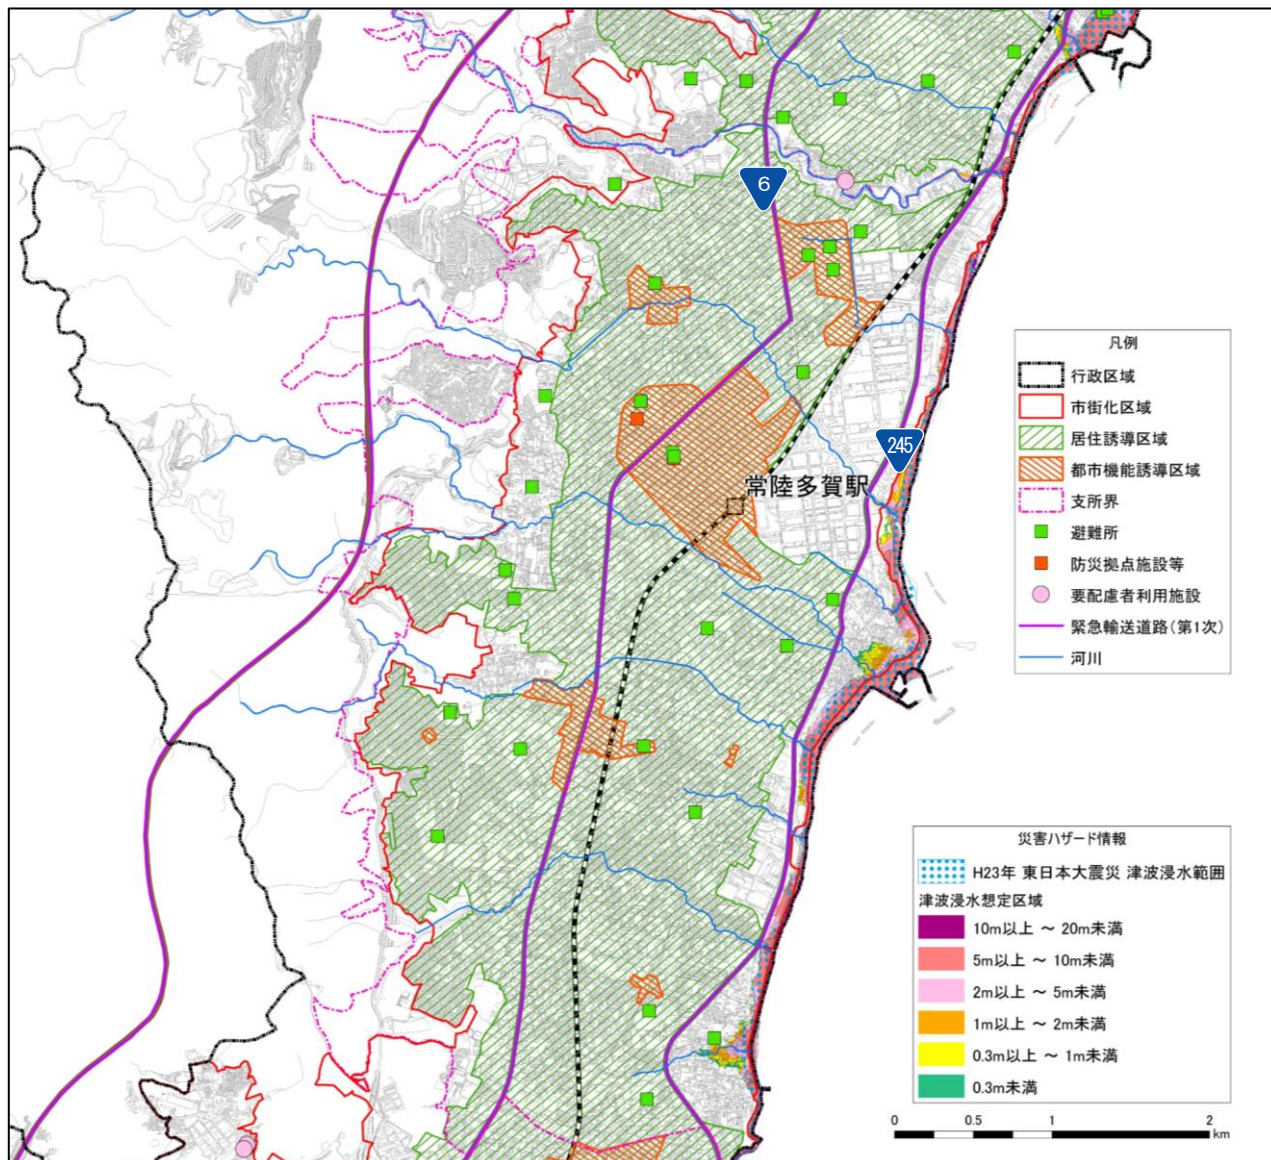 6
245
常陸多賀駅
凡例
行政区域
市街化区域
居住誘導区域
都市機能誘導区域
支所界
避難所
防災拠点施設等
要配慮者利用施設
緊急輸送道路(第1次)
河川
災害ハザード情報
H23年 東日本大震災 津波浸水範囲
津波浸水想定区域
10m以上 ~ 20m未満
5m以上 ~ 10m未満
2m以上 ~ 5m未満
1m以上 ~ 2m未満
0.3m以上 ~ 1m未満
0.3m未満
0 0.5 1 2
km